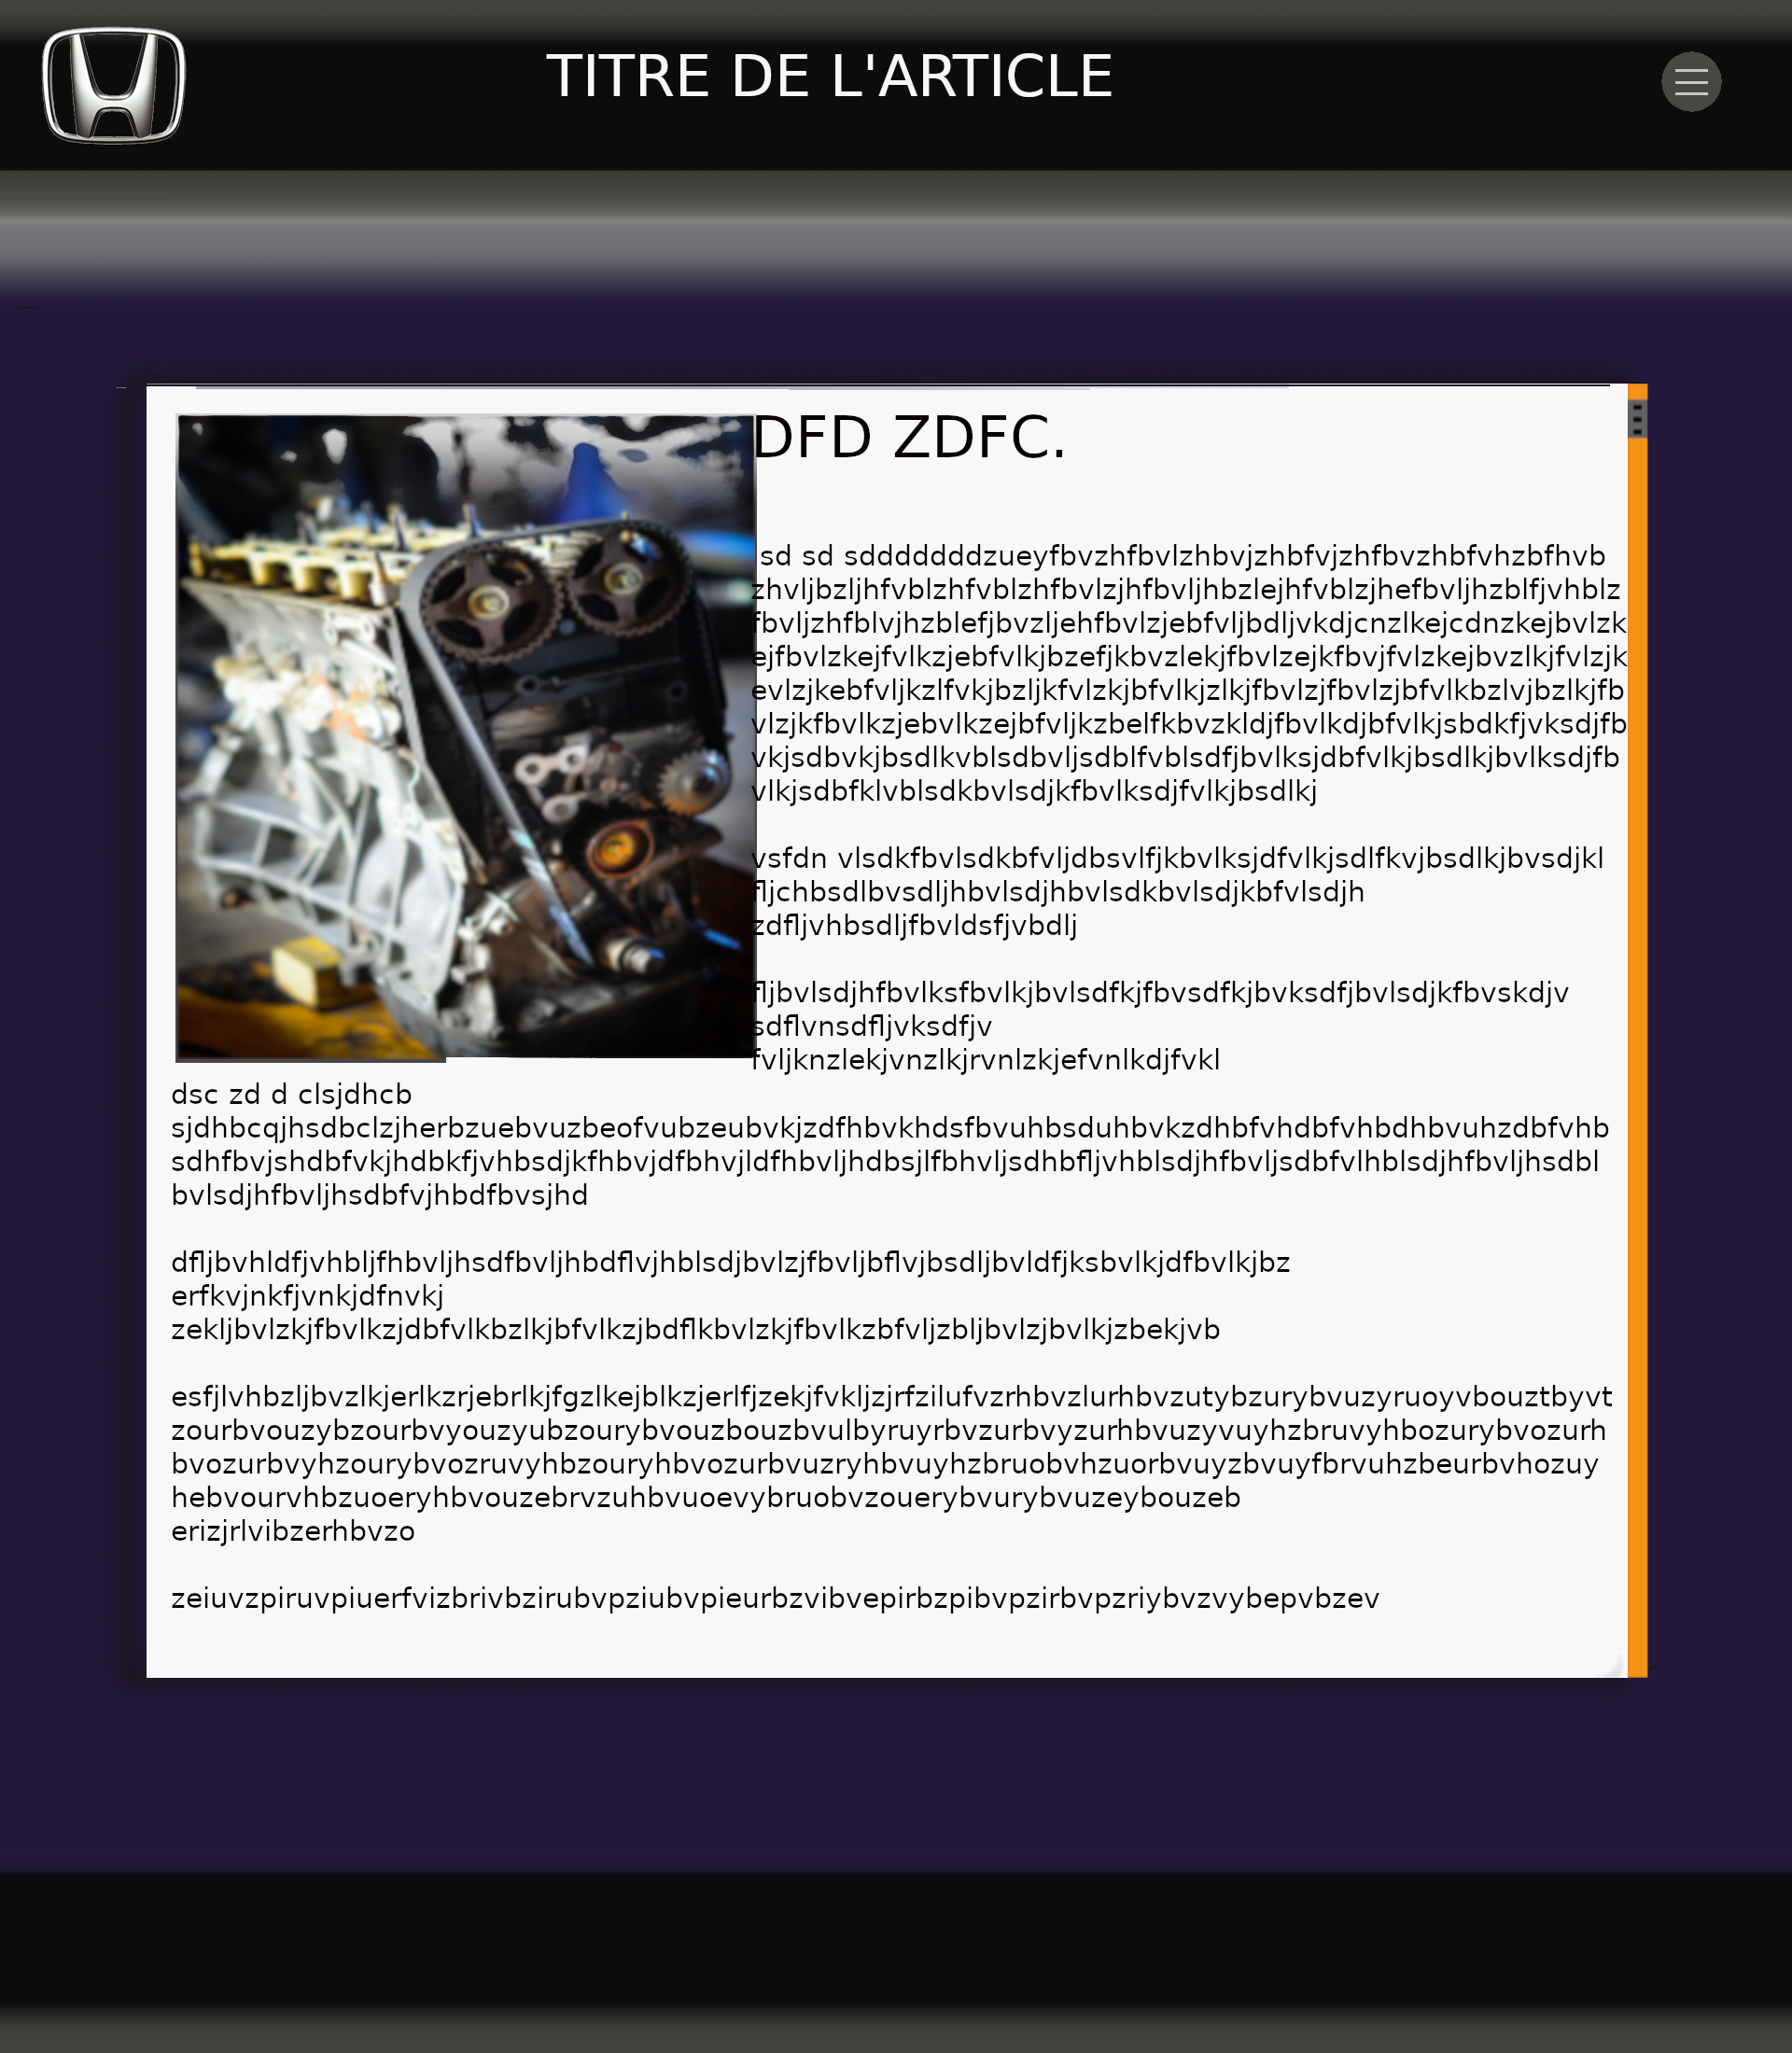 TITRE DE L'ARTICLE
DFD ZDFC.
sd sd sdddddddzueyfbvzhfbvlzhbvjzhbfvjzhfbvzhbfvhzbfhvb
zhvljbzljhfvblzhfvblzhfbvlzjhfbvljhbzlejhfvblzjhefbvljhzblfjvhblz
fbvljzhfblvjhzblefjbvzljehfbvlzjebfvljbdljvkdjcnzlkejcdnzkejbvlzk
ejfbvlzkejfvlkzjebfvlkjbzefjkbvzlekjfbvlzejkfbvjfvlzkejbvzlkjfvlzjk
evlzjkebfvljkzlfvkjbzljkfvlzkjbfvlkjzlkjfbvlzjfbvlzjbfvlkbzlvjbzlkjfb
vlzjkfbvlkzjebvlkzejbfvljkzbelfkbvzkldjfbvlkdjbfvlkjsbdkfjvksdjfb
vkjsdbvkjbsdlkvblsdbvljsdblfvblsdfjbvlksjdbfvlkjbsdlkjbvlksdjfb
vlkjsdbfklvblsdkbvlsdjkfbvlksdjfvlkjbsdlkj
vsfdn vlsdkfbvlsdkbfvljdbsvlfjkbvlksjdfvlkjsdlfkvjbsdlkjbvsdjkl
fljchbsdlbvsdljhbvlsdjhbvlsdkbvlsdjkbfvlsdjh
zdfljvhbsdljfbvldsfjvbdlj
fljbvlsdjhfbvlksfbvlkjbvlsdfkjfbvsdfkjbvksdfjbvlsdjkfbvskdjv
sdflvnsdfljvksdfjv
fvljknzlekjvnzlkjrvnlzkjefvnlkdjfvkl
dsc zd d clsjdhcb
sjdhbcqjhsdbclzjherbzuebvuzbeofvubzeubvkjzdfhbvkhdsfbvuhbsduhbvkzdhbfvhdbfvhbdhbvuhzdbfvhb
sdhfbvjshdbfvkjhdbkfjvhbsdjkfhbvjdfbhvjldfhbvljhdbsjlfbhvljsdhbfljvhblsdjhfbvljsdbfvlhblsdjhfbvljhsdbl
bvlsdjhfbvljhsdbfvjhbdfbvsjhd
dfljbvhldfjvhbljfhbvljhsdfbvljhbdflvjhblsdjbvlzjfbvljbflvjbsdljbvldfjksbvlkjdfbvlkjbz
erfkvjnkfjvnkjdfnvkj
zekljbvlzkjfbvlkzjdbfvlkbzlkjbfvlkzjbdflkbvlzkjfbvlkzbfvljzbljbvlzjbvlkjzbekjvb
esfjlvhbzljbvzlkjerlkzrjebrlkjfgzlkejblkzjerlfjzekjfvkljzjrfzilufvzrhbvzlurhbvzutybzurybvuzyruoyvbouztbyvt
zourbvouzybzourbvyouzyubzourybvouzbouzbvulbyruyrbvzurbvyzurhbvuzyvuyhzbruvyhbozurybvozurh
bvozurbvyhzourybvozruvyhbzouryhbvozurbvuzryhbvuyhzbruobvhzuorbvuyzbvuyfbrvuhzbeurbvhozuy
hebvourvhbzuoeryhbvouzebrvzuhbvuoevybruobvzouerybvurybvuzeybouzeb
erizjrlvibzerhbvzo
zeiuvzpiruvpiuerfvizbrivbzirubvpziubvpieurbzvibvepirbzpibvpzirbvpzriybvzvybepvbzev